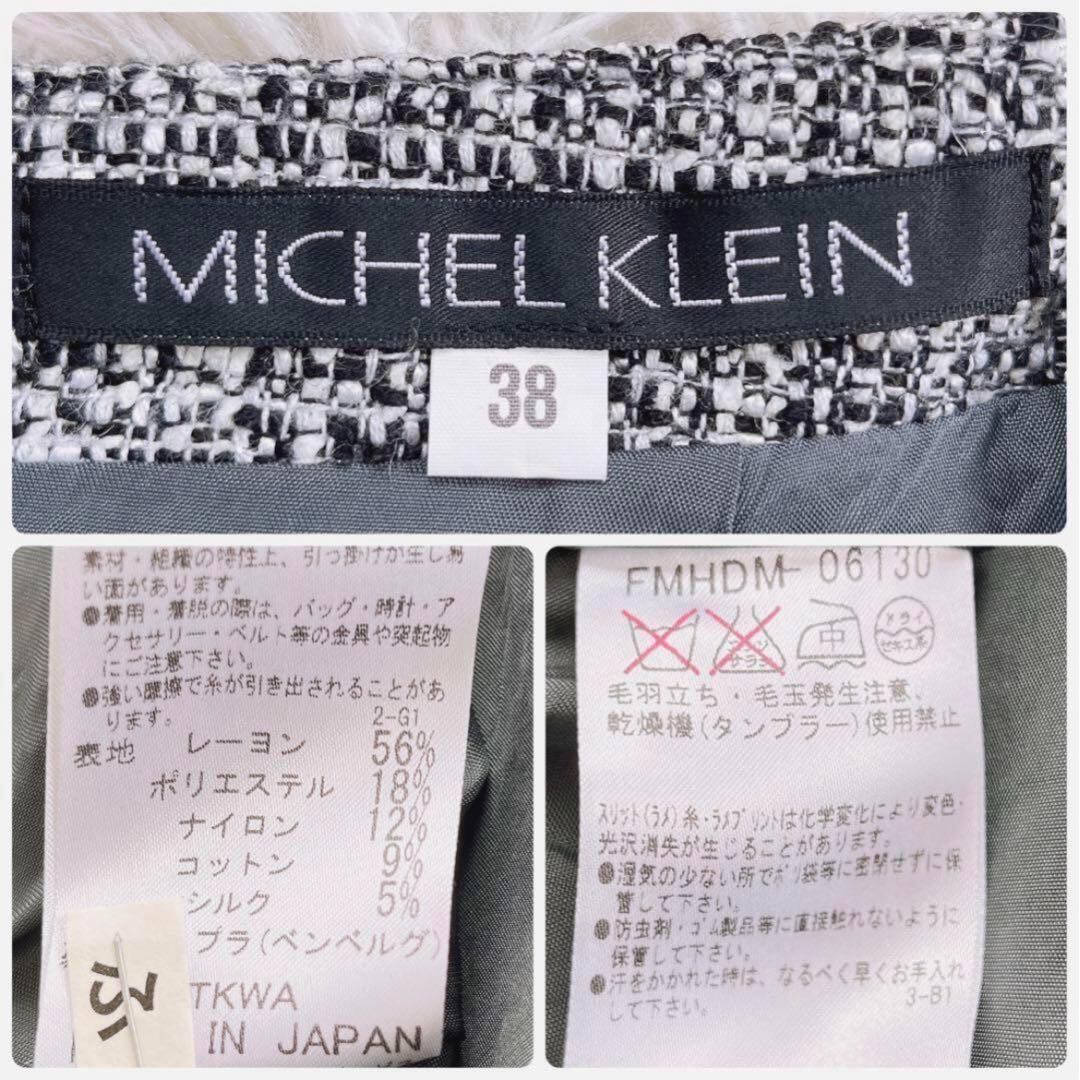 MICHEL KLEIN
38
素材・組織の特性上、引っ掛けが生じ易
い面があります。
●着用・着脱の際は、バッグ・時計・ア
クセサリー・ベルト等の金具や突起物
にご注意下さい。
●強い摩擦で糸が引き出されることがあ
ります。
2-G1
表地 レーヨン 56%
ポリエステル 18%
ナイロン 12%
コットン 9%
シルク 5%
プラ(ベンベルグ)
TKWA
IN JAPAN
FMHDM- 06130
エンソ
サラシ
中
ドライ
セキユ系
毛羽立ち・毛玉発生注意、
乾燥機(タンブラー)使用禁止
スリット(ラメ)糸・ラメプリントは化学変化により変色・
光沢消失が生じることがあります。
●湿気の少ない所でポリ袋等に密閉せずに保
管して下さい。
●防虫剤・ゴム製品等に直接触れないように
保管して下さい。
●汗をかかれた時は、なるべく早くお手入れ
して下さい。
3-B1